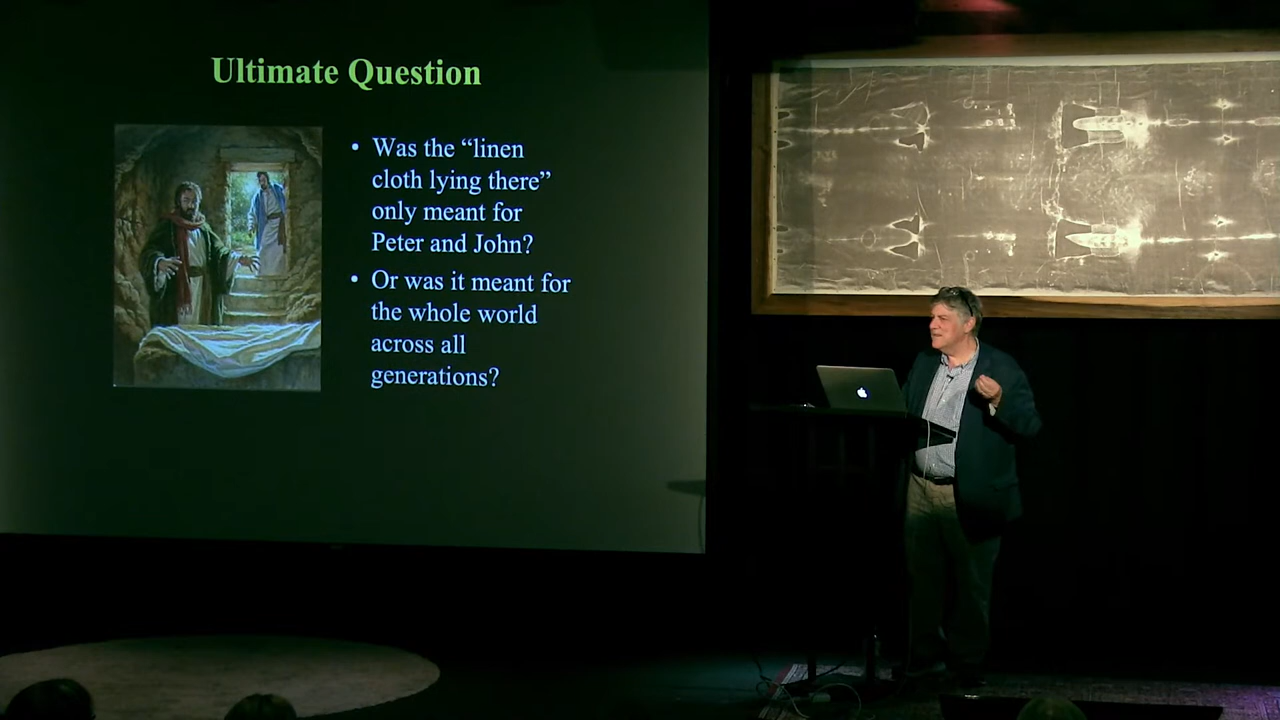 Ultimate Question
• Was the “linen
cloth lying there”
only meant for
Peter and John?
• Or was it meant for
the whole world
across all
generations?